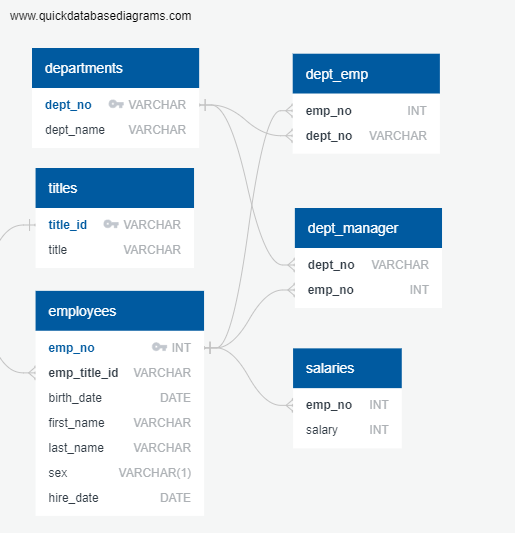 www.quickdatabasediagrams.com
departments
dept_no VARCHAR
dept_name VARCHAR
titles
title_id VARCHAR
title VARCHAR
employees
emp_no INT
emp_title_id VARCHAR
birth_date DATE
first_name VARCHAR
last_name VARCHAR
sex VARCHAR(1)
hire_date DATE
dept_emp
emp_no INT
dept_no VARCHAR
dept_manager
dept_no VARCHAR
emp_no INT
salaries
emp_no INT
salary INT